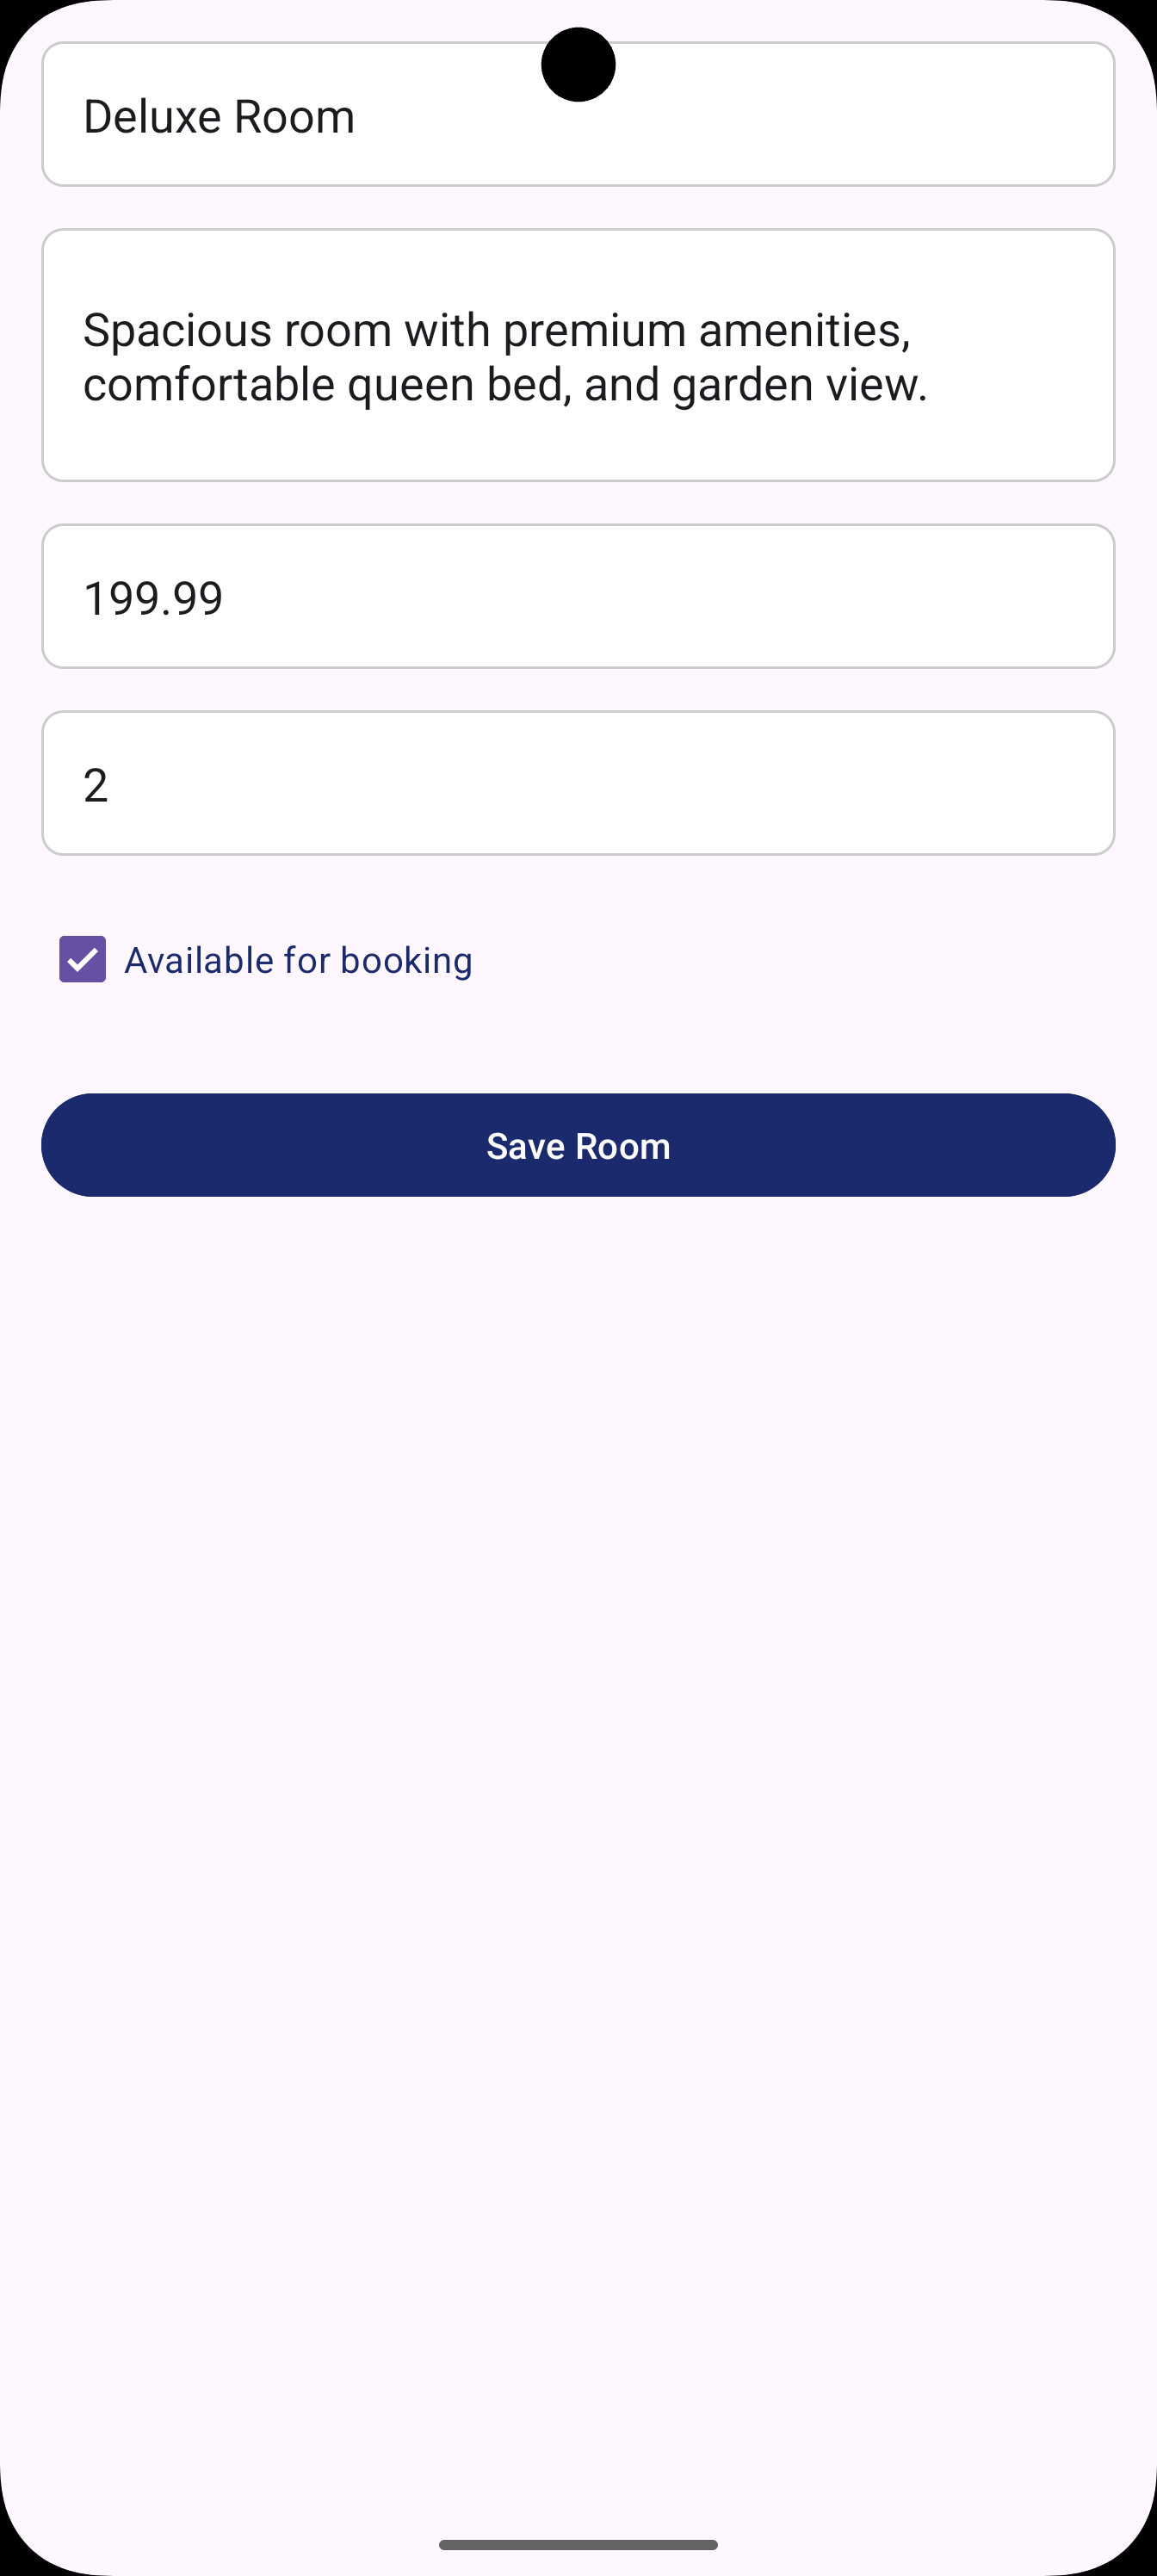 Deluxe Room
Spacious room with premium amenities,
comfortable queen bed, and garden view.
199.99
2
Available for booking
Save Room